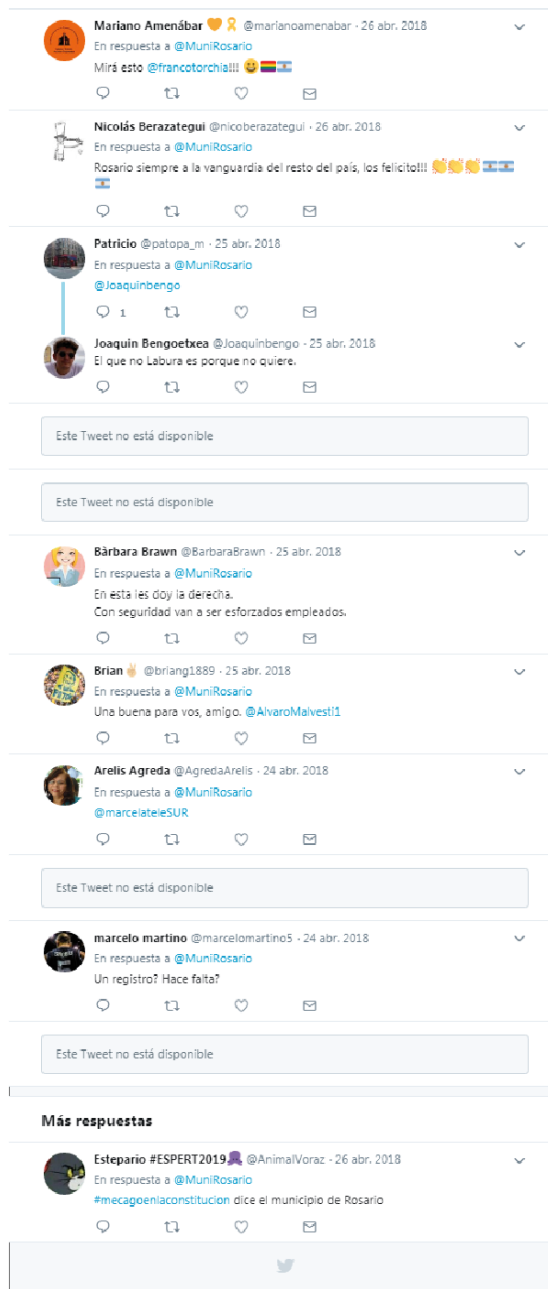 Mariano Amenábar 🧡🎗 @marianoamenabar · 26 abr. 2018
En respuesta a @MuniRosario
Mirá esto @francotorchia!!! 😀🏳️‍🌈🇦🇷
Nicolás Berazategui @nicoberazategui · 26 abr. 2018
En respuesta a @MuniRosario
Rosario siempre a la vanguardia del resto del país, los felicito!!! 👏👏👏🇦🇷🇦🇷
🇦🇷
Patricio @patopa_m · 25 abr. 2018
En respuesta a @MuniRosario
@Joaquinbengo
1
Joaquin Bengoetxea @Joaquinbengo · 25 abr. 2018
El que no Labura es porque no quiere.
Este Tweet no está disponible
Este Tweet no está disponible
Bàrbara Brawn @BarbaraBrawn · 25 abr. 2018
En respuesta a @MuniRosario
En esta les doy la derecha.
Con seguridad van a ser esforzados empleados.
Brian ✌ @briang1889 · 25 abr. 2018
En respuesta a @MuniRosario
Una buena para vos, amigo. @AlvaroMalvesti1
Arelis Agreda @AgredaArelis · 24 abr. 2018
En respuesta a @MuniRosario
@marcelateleSUR
Este Tweet no está disponible
marcelo martino @marcelomartino5 · 24 abr. 2018
En respuesta a @MuniRosario
Un registro? Hace falta?
Este Tweet no está disponible
Más respuestas
Estepario #ESPERT2019🐙 @AnimalVoraz · 26 abr. 2018
En respuesta a @MuniRosario
#mecagoenlaconstitucion dice el municipio de Rosario